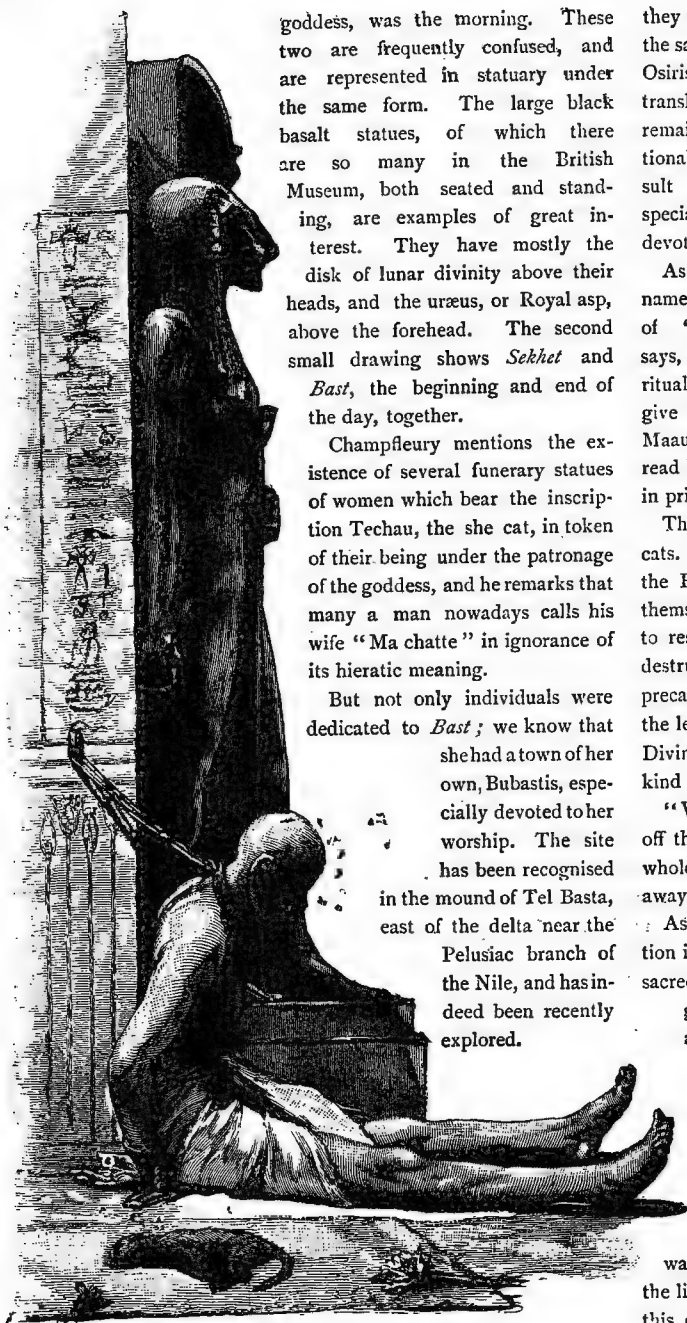 goddess, was the morning. These
two are frequently confused, and
are represented in statuary under
the same form. The large black
basalt statues, of which there
are so many in the British
Museum, both seated and stand-
ing, are examples of great in-
terest. They have mostly the
disk of lunar divinity above their
heads, and the uræus, or Royal asp,
above the forehead. The second
small drawing shows Sekhet and
Bast, the beginning and end of
the day, together.
Champfleury mentions the ex-
istence of several funerary statues
of women which bear the inscrip-
tion Techau, the she cat, in token
of their being under the patronage
of the goddess, and he remarks that
many a man nowadays calls his
wife “Ma chatte” in ignorance of
its hieratic meaning.
But not only individuals were
dedicated to Bast; we know that
she had a town of her
own, Bubastis, espe-
cially devoted to her
worship. The site
has been recognised
in the mound of Tel Basta,
east of the delta near the
Pelusiac branch of
the Nile, and has in-
deed been recently
explored.
they
the sa
Osiris
transl
remai
tional
sult
specia
devot
As
name
of “
says,
ritual
give
Maau
read
in pri
Th
cats.
the
thems
to res
destru
preca
the le
Divin
kind
“V
off th
whole
away
As
tion i
sacre
g
a
wa
the li
this